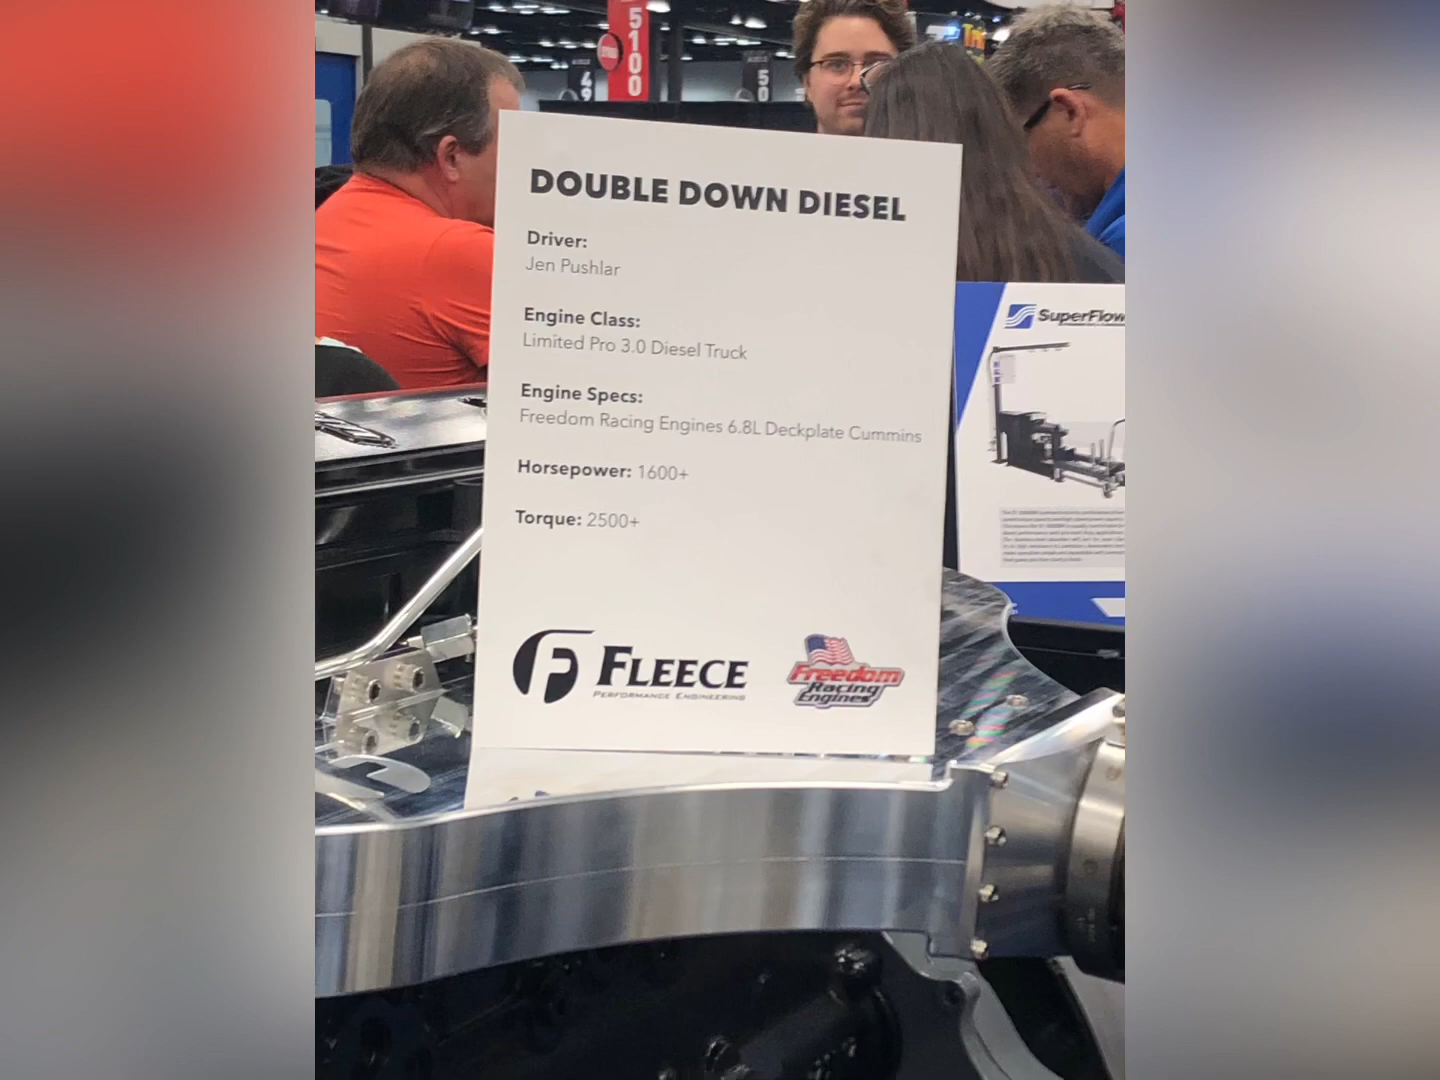 5100
DOUBLE DOWN DIESEL
Driver:
Jen Pushlar
Engine Class:
Limited Pro 3.0 Diesel Truck
Engine Specs:
Freedom Racing Engines 6.8L Deckplate Cummins
Horsepower: 1600+
Torque: 2500+
FLEECE
PERFORMANCE ENGINEERING
Freedom
Racing
Engines
SuperFlow